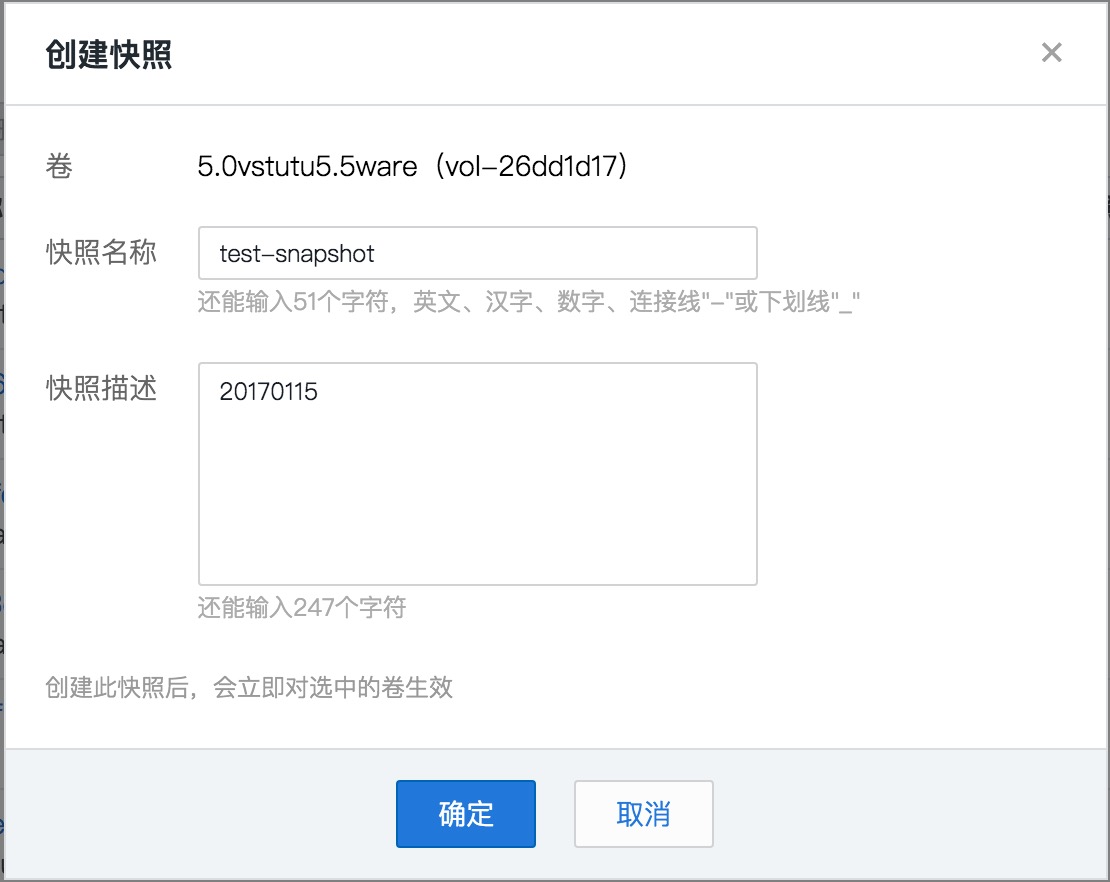 创建快照
卷 5.0vstutu5.5ware（vol-26dd1d17）
快照名称 test-snapshot
还能输入51个字符，英文、汉字、数字、连接线"-"或下划线"_"
快照描述 20170115
还能输入247个字符
创建此快照后，会立即对选中的卷生效
确定 取消